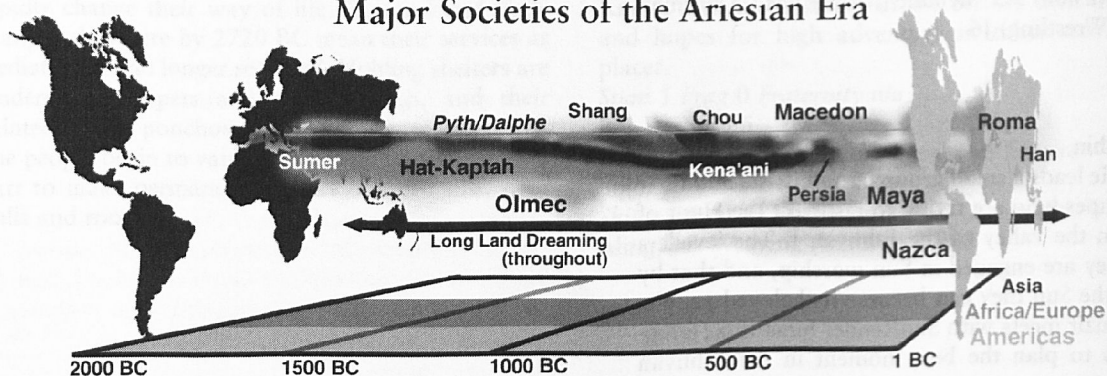 Major Societies of the Ariesian Era
Shang
Chou
Macedon
Pyth/Dalphe
Roma
Sumer
Hat-Kaptah
Kena'ani
Han
Persia
Maya
Olmec
Long Land Dreaming
(throughout)
Nazca
Asia
Africa/Europe
Americas
2000 BC
1500 BC
1000 BC
500 BC
1 BC